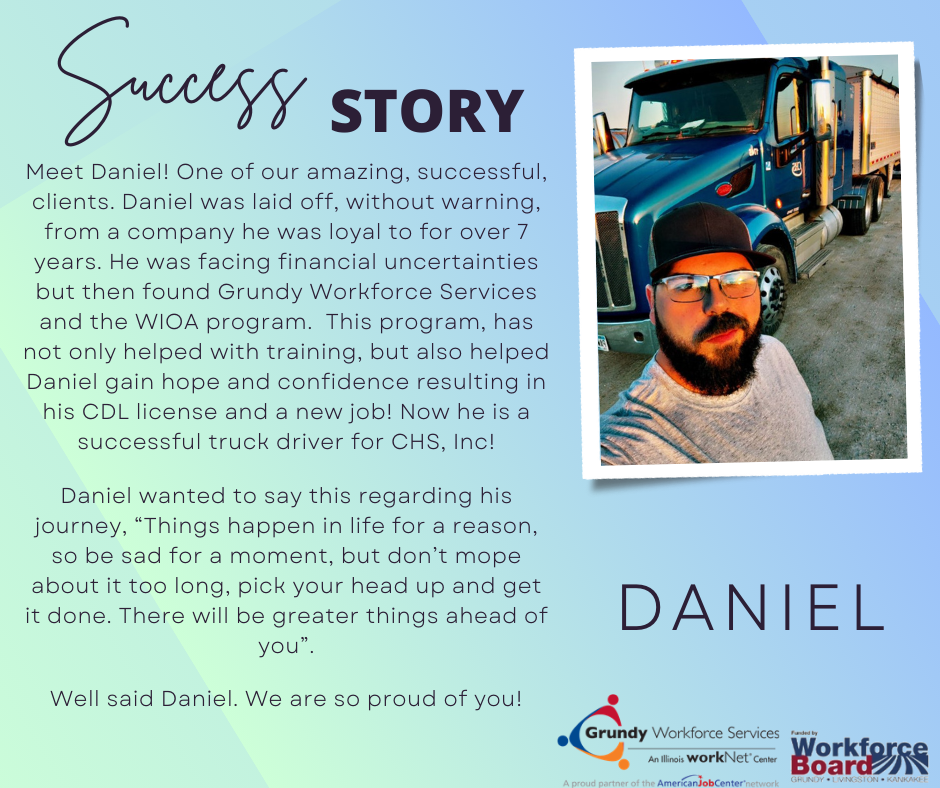 Success STORY
Meet Daniel! One of our amazing, successful,
clients. Daniel was laid off, without warning,
from a company he was loyal to for over 7
years. He was facing financial uncertainties
but then found Grundy Workforce Services
and the WIOA program.  This program, has
not only helped with training, but also helped
Daniel gain hope and confidence resulting in
his CDL license and a new job! Now he is a
successful truck driver for CHS, Inc!
Daniel wanted to say this regarding his
journey, “Things happen in life for a reason,
so be sad for a moment, but don’t mope
about it too long, pick your head up and get
it done. There will be greater things ahead of
you”.
Well said Daniel. We are so proud of you!
DANIEL
Grundy Workforce Services
An Illinois workNet® Center
A proud partner of the AmericanJobCenter® network
Funded by
Workforce
Board
GRUNDY • LIVINGSTON • KANKAKEE